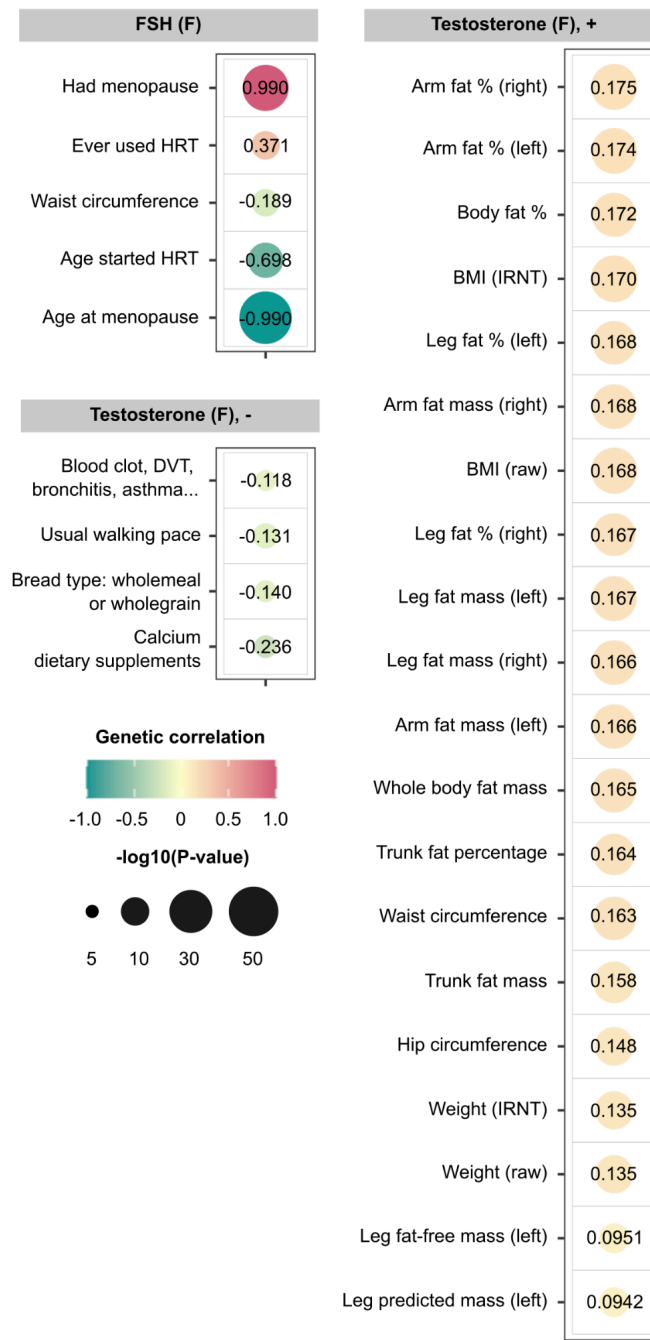 FSH (F)
Had menopause 0.990
Ever used HRT 0.371
Waist circumference -0.189
Age started HRT -0.698
Age at menopause -0.990
Testosterone (F), -
Blood clot, DVT,
bronchitis, asthma... -0.118
Usual walking pace -0.131
Bread type: wholemeal
or wholegrain -0.140
Calcium
dietary supplements -0.236
Genetic correlation
-1.0 -0.5 0 0.5 1.0
-log10(P-value)
5 10 30 50
Testosterone (F), +
Arm fat % (right) 0.175
Arm fat % (left) 0.174
Body fat % 0.172
BMI (IRNT) 0.170
Leg fat % (left) 0.168
Arm fat mass (right) 0.168
BMI (raw) 0.168
Leg fat % (right) 0.167
Leg fat mass (left) 0.167
Leg fat mass (right) 0.166
Arm fat mass (left) 0.166
Whole body fat mass 0.165
Trunk fat percentage 0.164
Waist circumference 0.163
Trunk fat mass 0.158
Hip circumference 0.148
Weight (IRNT) 0.135
Weight (raw) 0.135
Leg fat-free mass (left) 0.0951
Leg predicted mass (left) 0.0942